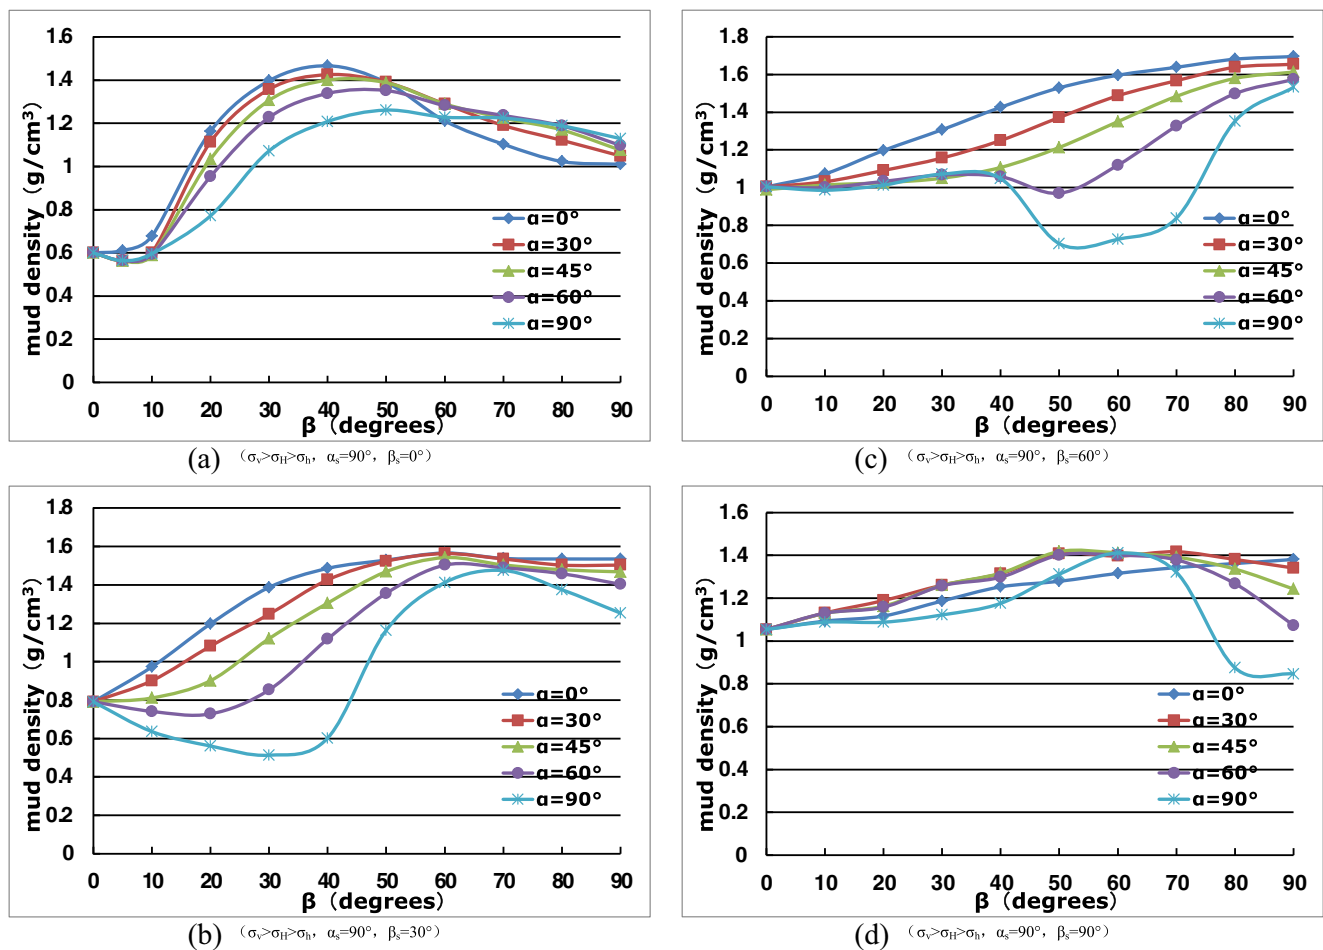 1.6
1.4
1.2
1
0.8
0.6
0.4
0.2
0
mud density（g/cm³）
0 10 20 30 40 50 60 70 80 90
β（degrees）
α=0°
α=30°
α=45°
α=60°
α=90°
(a) （σv>σH>σh， αs=90°， βs=0°）
1.8
1.6
1.4
1.2
1
0.8
0.6
0.4
0.2
0
mud density（g/cm³）
0 10 20 30 40 50 60 70 80 90
β（degrees）
α=0°
α=30°
α=45°
α=60°
α=90°
(c) （σv>σH>σh， αs=90°， βs=60°）
1.8
1.6
1.4
1.2
1
0.8
0.6
0.4
0.2
0
mud density（g/cm³）
0 10 20 30 40 50 60 70 80 90
β（degrees）
α=0°
α=30°
α=45°
α=60°
α=90°
(b) （σv>σH>σh， αs=90°， βs=30°）
1.6
1.4
1.2
1
0.8
0.6
0.4
0.2
0
mud density（g/cm³）
0 10 20 30 40 50 60 70 80 90
β（degrees）
α=0°
α=30°
α=45°
α=60°
α=90°
(d) （σv>σH>σh， αs=90°， βs=90°）